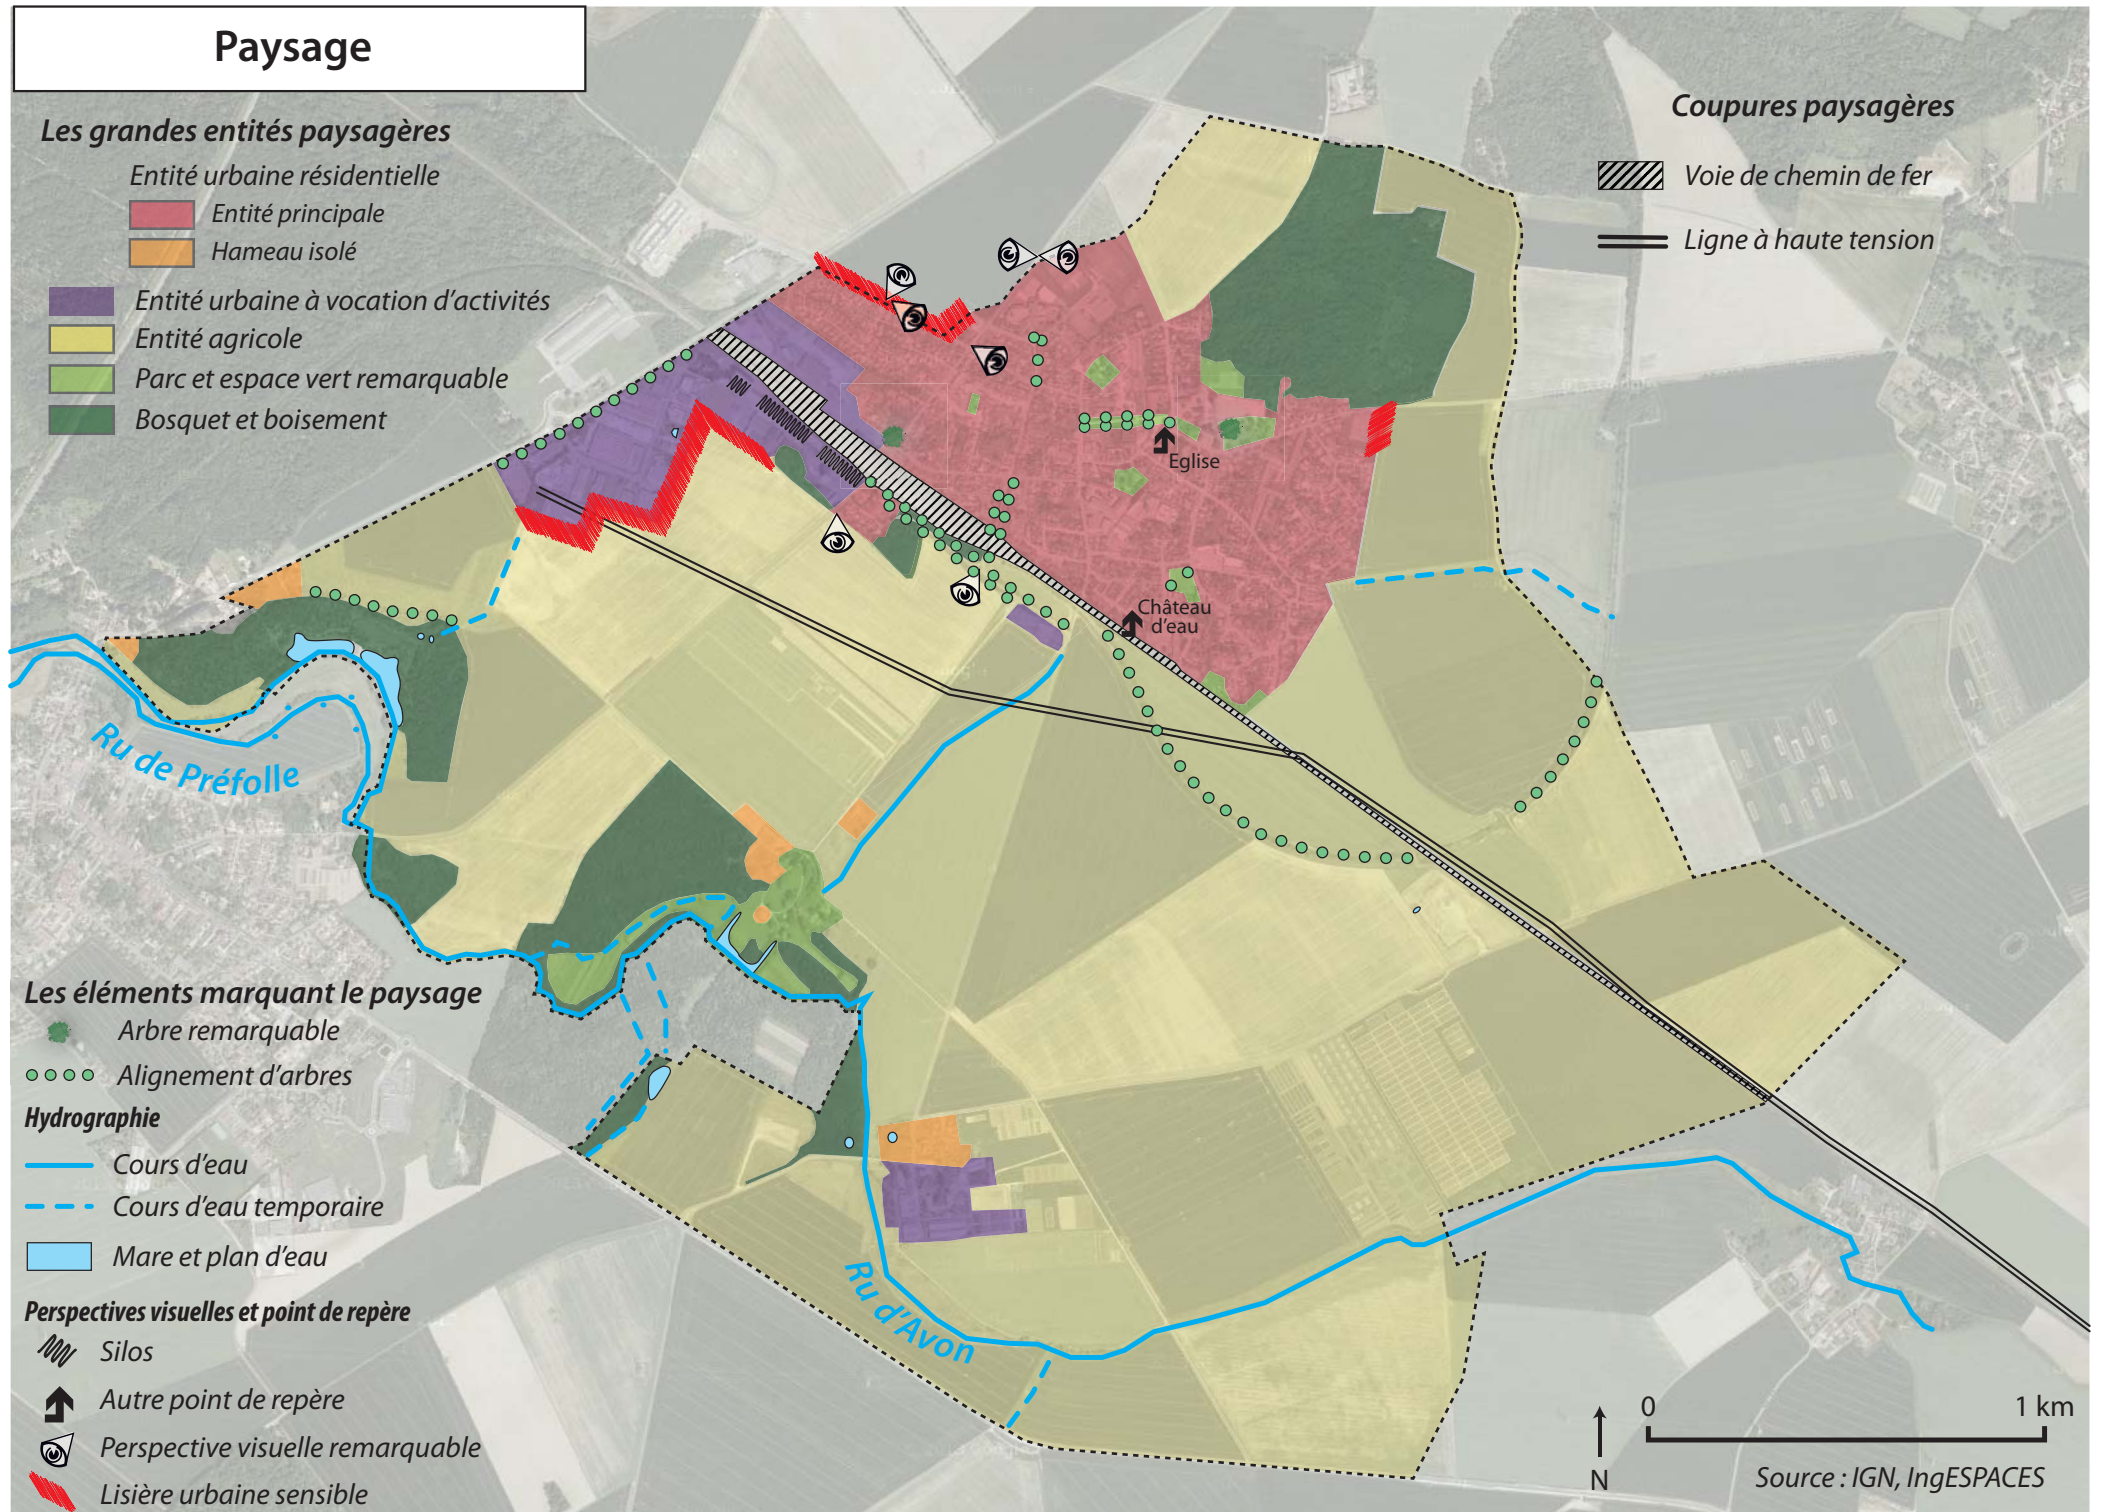 Paysage
Les grandes entités paysagères
Entité urbaine résidentielle
Entité principale
Hameau isolé
Entité urbaine à vocation d'activités
Entité agricole
Parc et espace vert remarquable
Bosquet et boisement
Coupures paysagères
Voie de chemin de fer
Ligne à haute tension
Eglise
Château
d'eau
Ru de Préfolle
Ru d'Avon
Les éléments marquant le paysage
Arbre remarquable
Alignement d'arbres
Hydrographie
Cours d'eau
Cours d'eau temporaire
Mare et plan d'eau
Perspectives visuelles et point de repère
Silos
Autre point de repère
Perspective visuelle remarquable
Lisière urbaine sensible
0 1 km
N
Source : IGN, IngESPACES